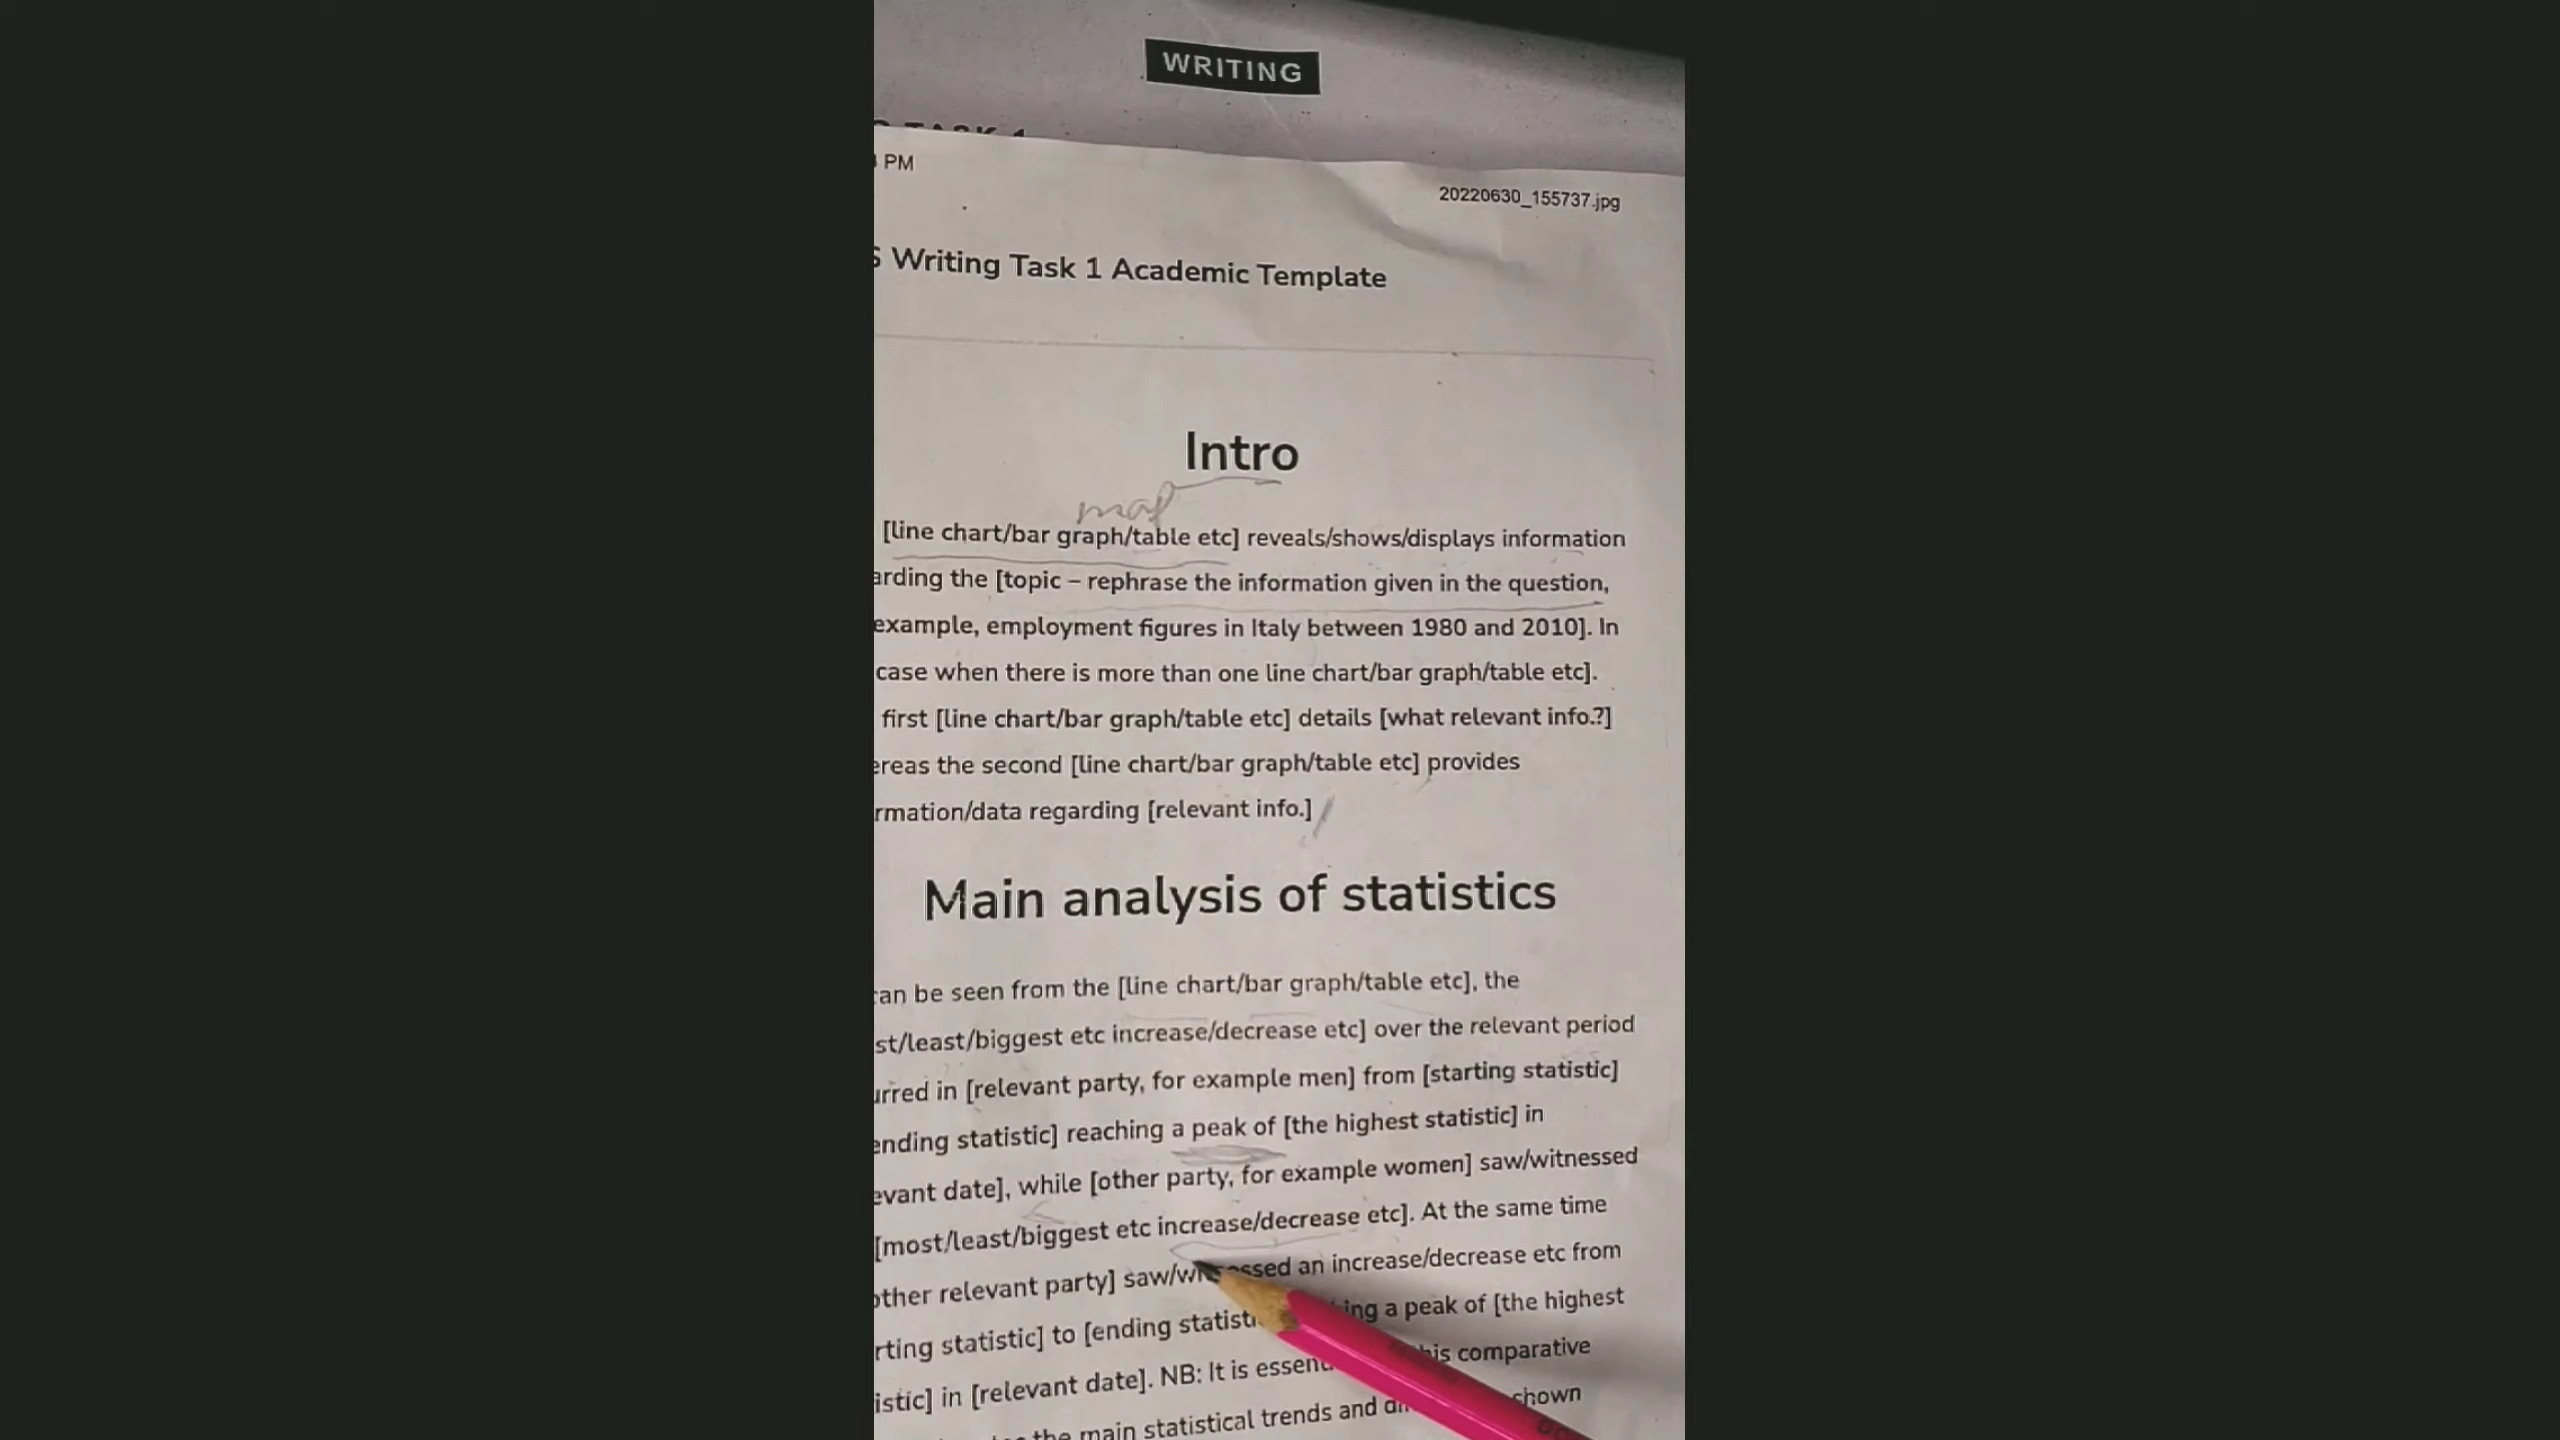 WRITING
PM
20220630_155737.jpg
Writing Task 1 Academic Template
Intro
map
[line chart/bar graph/table etc] reveals/shows/displays information
arding the [topic – rephrase the information given in the question,
example, employment figures in Italy between 1980 and 2010]. In
case when there is more than one line chart/bar graph/table etc].
first [line chart/bar graph/table etc] details [what relevant info.?]
ereas the second [line chart/bar graph/table etc] provides
rmation/data regarding [relevant info.]
Main analysis of statistics
an be seen from the [line chart/bar graph/table etc], the
st/least/biggest etc increase/decrease etc] over the relevant period
urred in [relevant party, for example men] from [starting statistic]
ending statistic] reaching a peak of [the highest statistic] in
evant date], while [other party, for example women] saw/witnessed
[most/least/biggest etc increase/decrease etc]. At the same time
other relevant party] saw/ an increase/decrease etc from
rting statistic] to [ending a peak of [the highest
istic] in [relevant date]. NB: It is comparative
the main statistical trends and shown